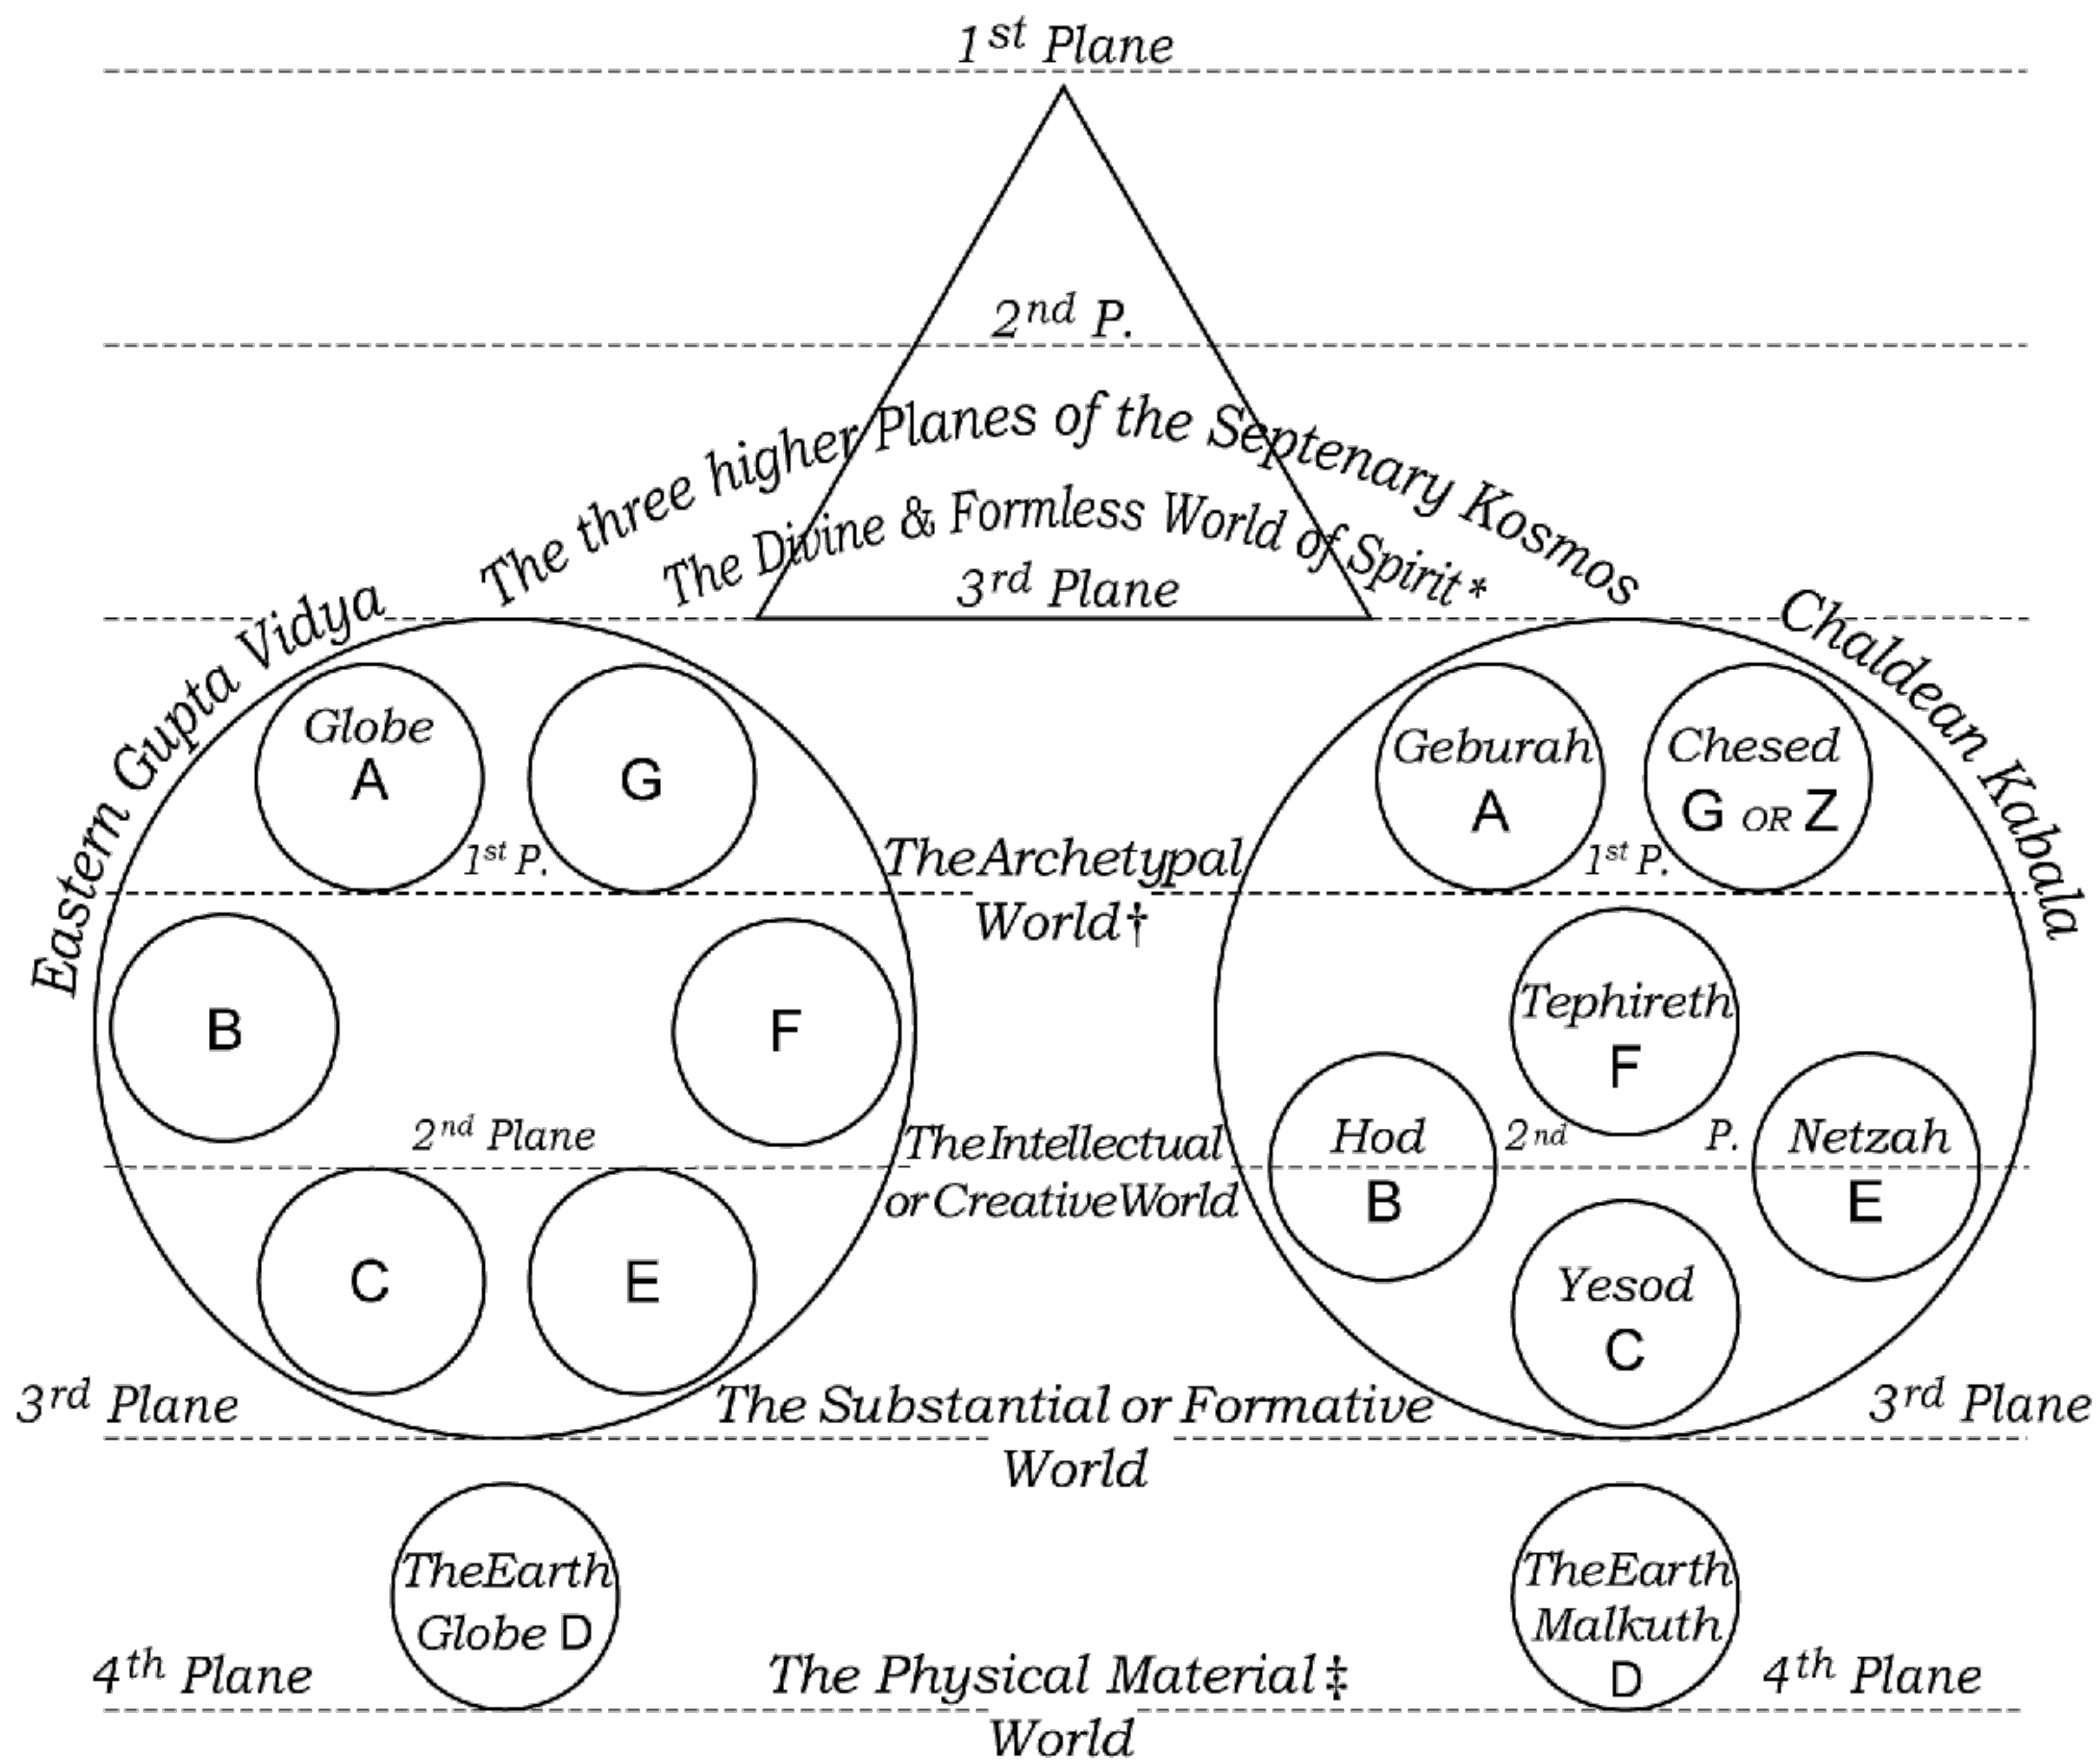 1st Plane
2nd P.
The three higher Planes of the Septenary Kosmos
The Divine & Formless World of Spirit*
3rd Plane
Eastern Gupta Vidya
Chaldean Kabala
Globe
A
G
1st P.
Geburah
A
Chesed
G OR Z
1st P.
The Archetypal
World†
B
F
Tephireth
F
2nd Plane
Hod
B
2nd P.
Netzah
E
The Intellectual
or Creative World
C
E
Yesod
C
3rd Plane
The Substantial or Formative
World
3rd Plane
The Earth
Globe D
The Earth
Malkuth
D
4th Plane
The Physical Material‡
World
4th Plane